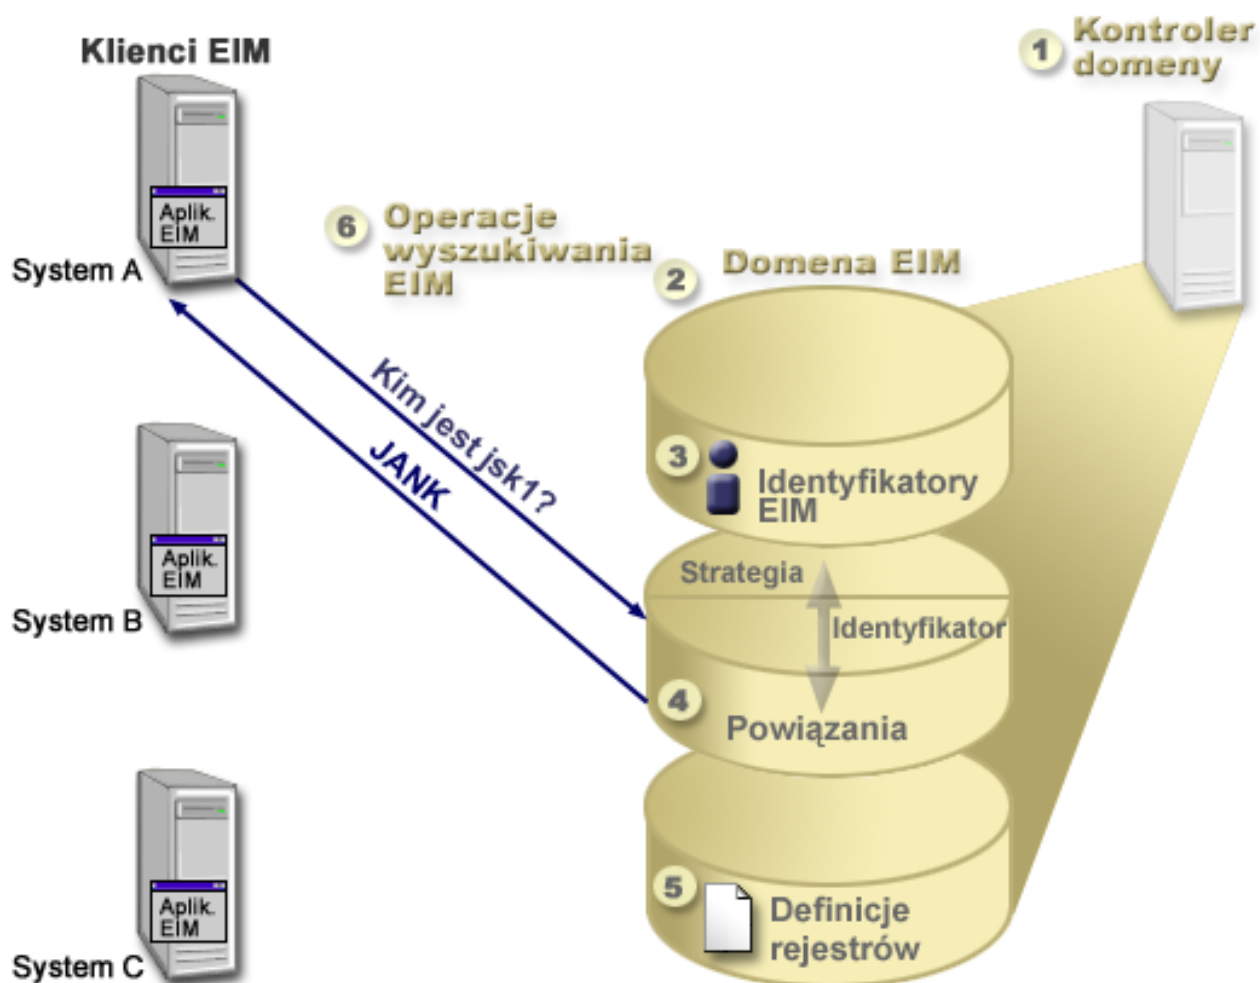 Klienci EIM
1 Kontroler
domeny
Aplik.
EIM
System A
6 Operacje
wyszukiwania
EIM
2 Domena EIM
Kim jest jsk1?
JANK
3 Identyfikatory
EIM
Strategia
Identyfikator
Aplik.
EIM
System B
4 Powiązania
5 Definicje
rejestrów
Aplik.
EIM
System C